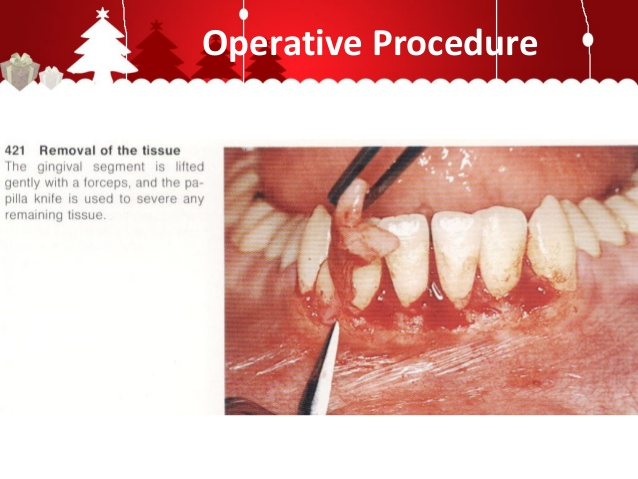 Operative Procedure
421 Removal of the tissue
The gingival segment is lifted
gently with a forceps, and the pa-
pilla knife is used to severe any
remaining tissue.